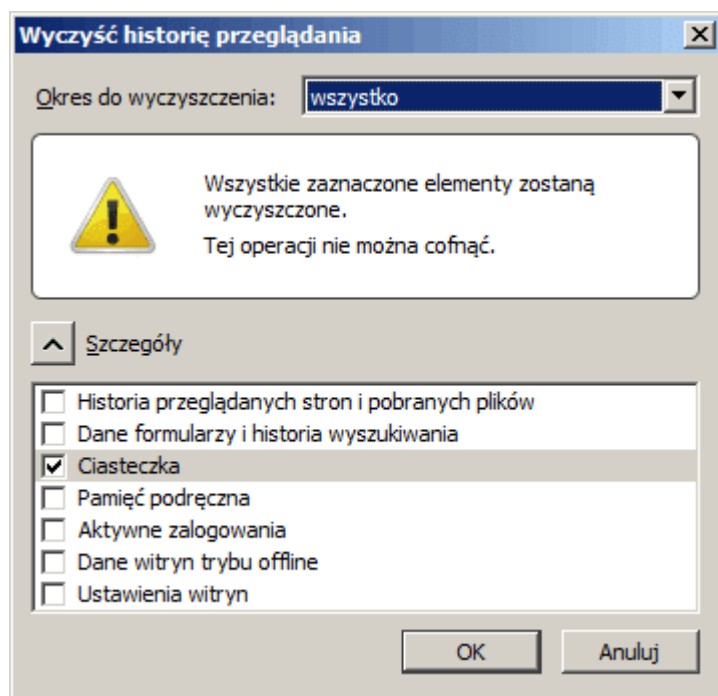 Wyczyść historię przeglądania
Okres do wyczyszczenia: wszystko
Wszystkie zaznaczone elementy zostaną
wyczyszczone.
Tej operacji nie można cofnąć.
Szczegóły
Historia przeglądanych stron i pobranych plików
Dane formularzy i historia wyszukiwania
Ciasteczka
Pamięć podręczna
Aktywne zalogowania
Dane witryn trybu offline
Ustawienia witryn
OK Anuluj